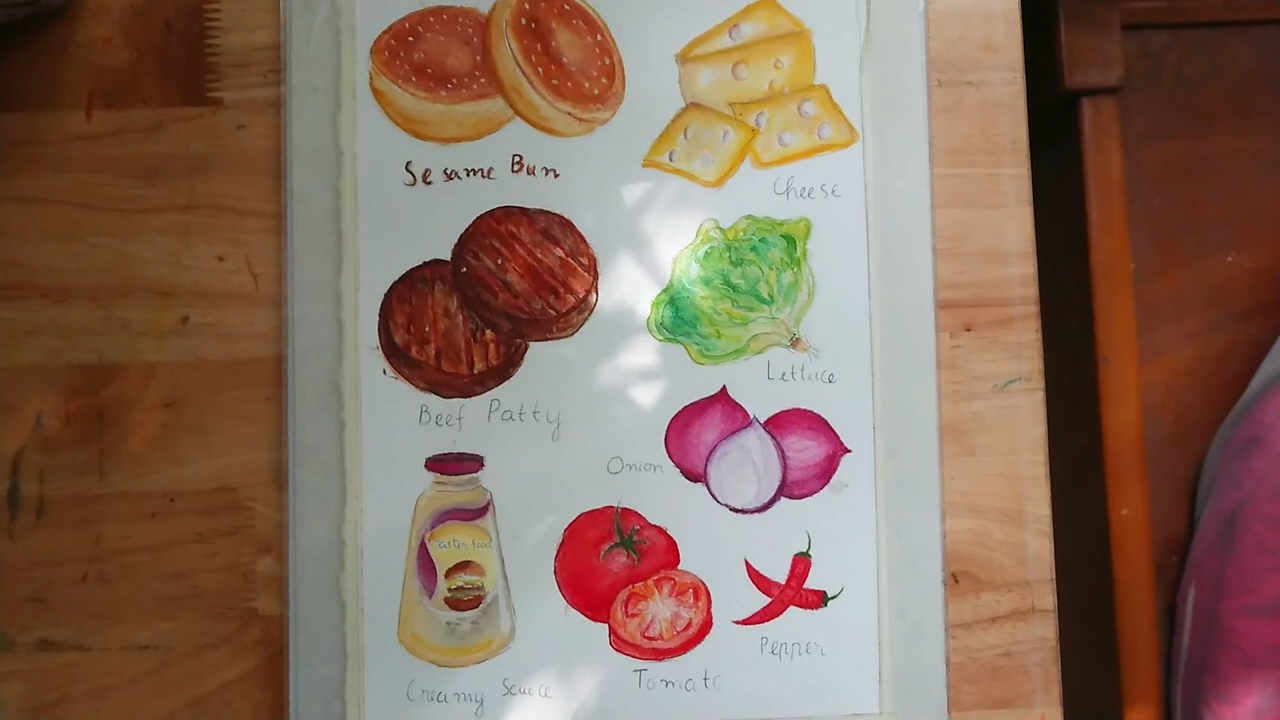 Sesame Bun
Cheese
Beef Patty
Lettuce
Onion
Pepper
Creamy Sauce
Tomato